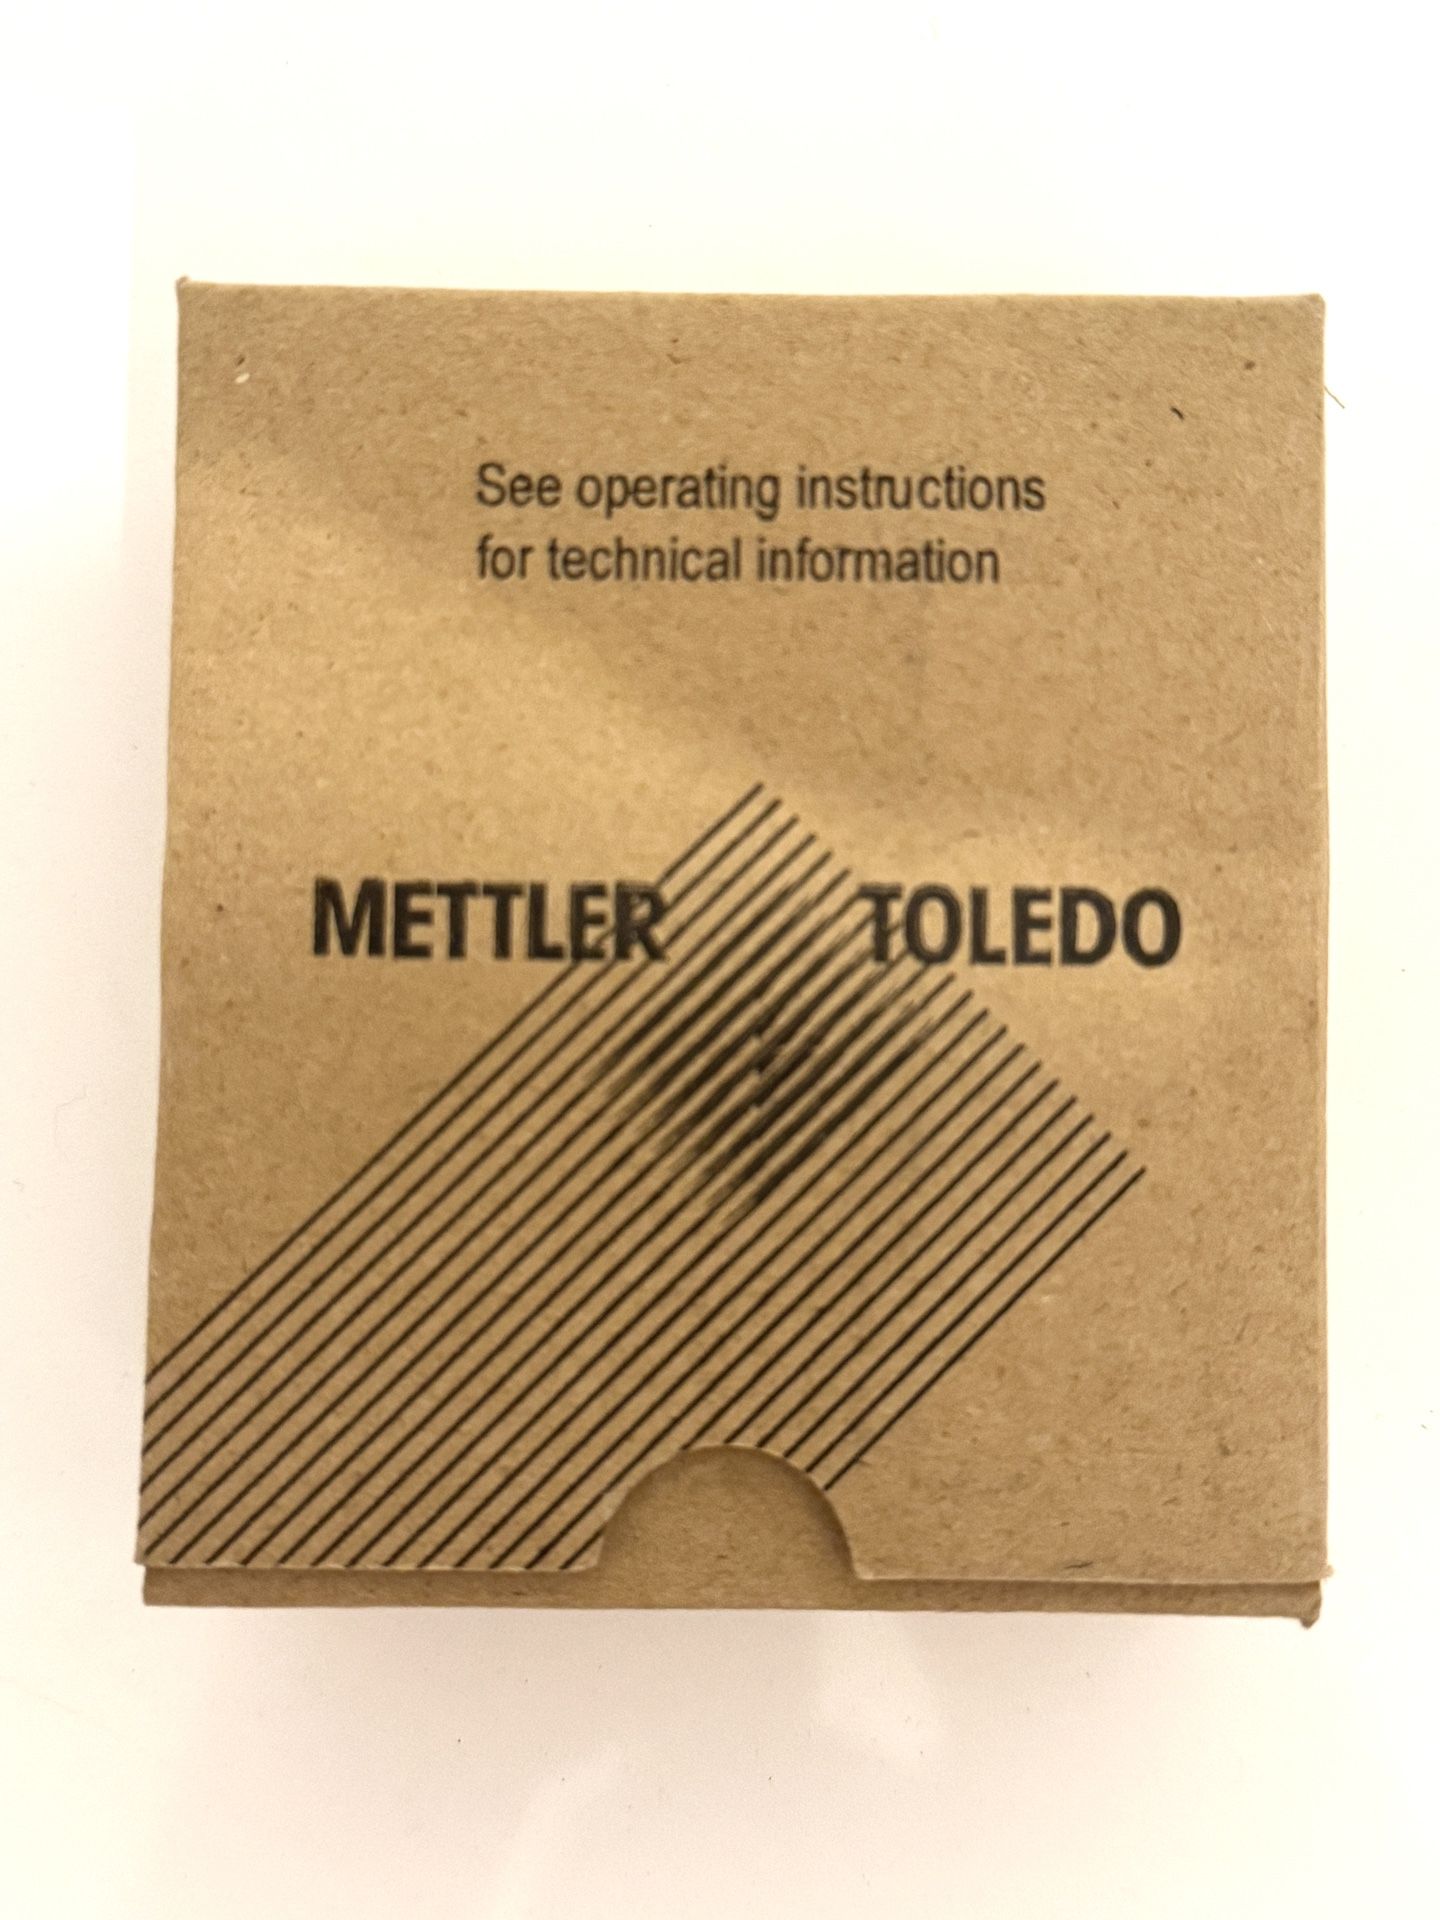 See operating instructions
for technical information
METTLER TOLEDO